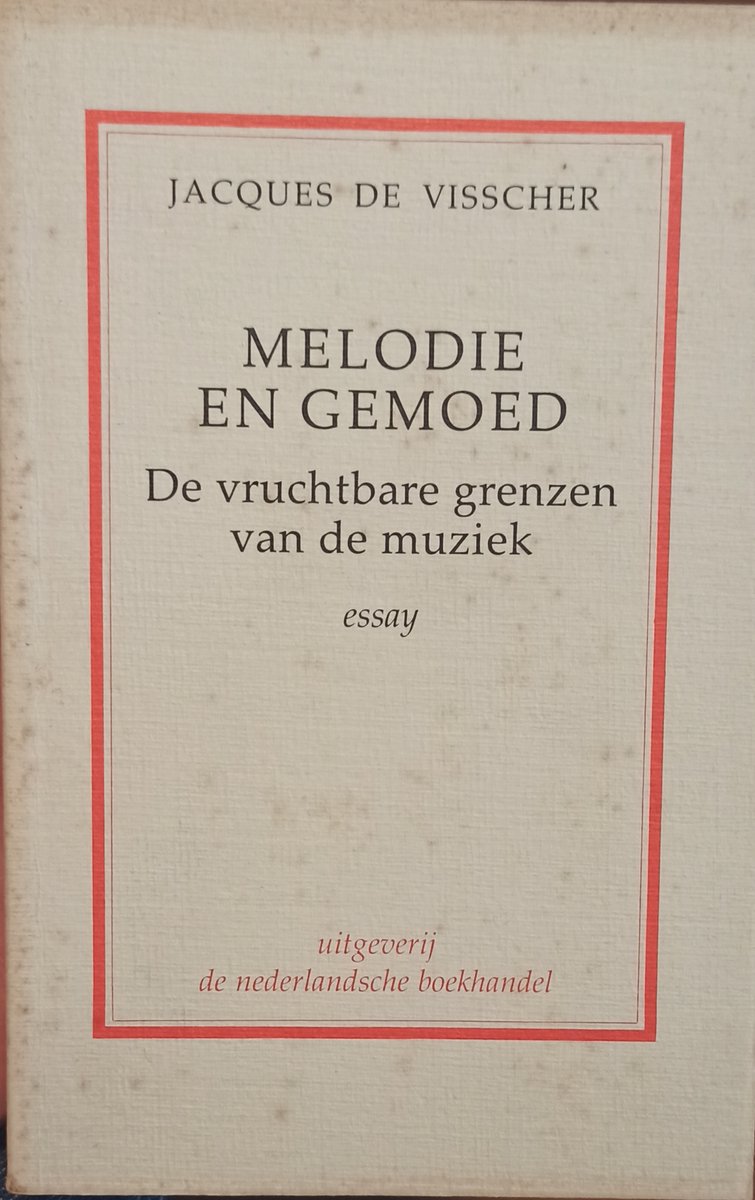 JACQUES DE VISSCHER
MELODIE
EN GEMOED
De vruchtbare grenzen
van de muziek
essay
uitgeverij
de nederlandsche boekhandel